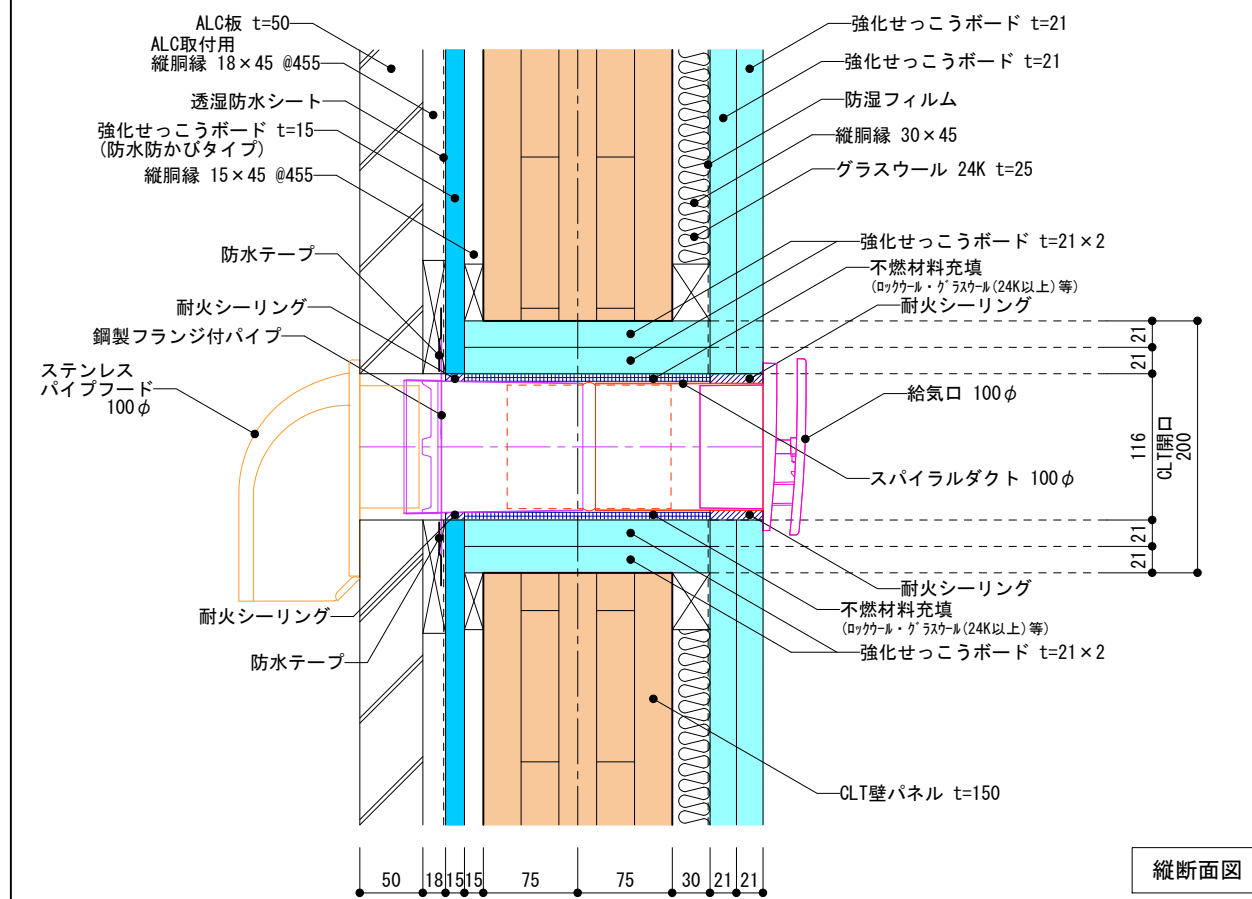 ALC板 t=50
ALC取付用
縦胴縁 18×45 @455
透湿防水シート
強化せっこうボード t=15
(防水防かびタイプ)
縦胴縁 15×45 @455
防水テープ
耐火シーリング
鋼製フランジ付パイプ
ステンレス
パイプフード
100φ
耐火シーリング
防水テープ
強化せっこうボード t=21
強化せっこうボード t=21
防湿フィルム
縦胴縁 30×45
グラスウール 24K t=25
強化せっこうボード t=21×2
不燃材料充填
(ロックウール・グラスウール(24K以上)等)
耐火シーリング
給気口 100φ
スパイラルダクト 100φ
耐火シーリング
不燃材料充填
(ロックウール・グラスウール(24K以上)等)
強化せっこうボード t=21×2
CLT壁パネル t=150
21
21
116
21
21
CLT開口
200
50
18
15
15
75
75
30
21
21
縦断面図